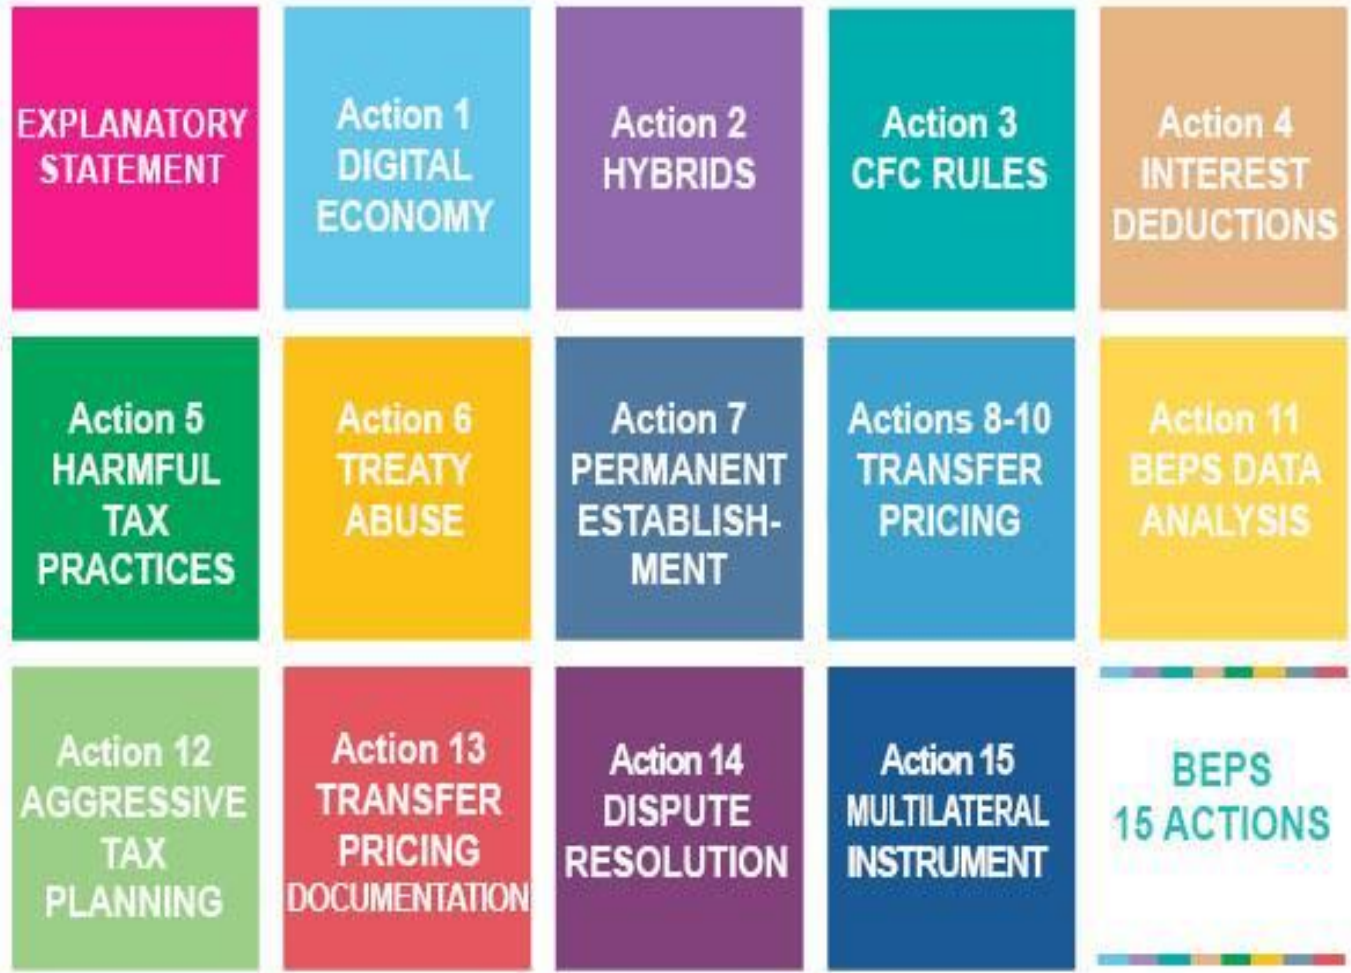 EXPLANATORY
STATEMENT
Action 1
DIGITAL
ECONOMY
Action 2
HYBRIDS
Action 3
CFC RULES
Action 4
INTEREST
DEDUCTIONS
Action 5
HARMFUL
TAX
PRACTICES
Action 6
TREATY
ABUSE
Action 7
PERMANENT
ESTABLISH-
MENT
Actions 8-10
TRANSFER
PRICING
Action 11
BEPS DATA
ANALYSIS
Action 12
AGGRESSIVE
TAX
PLANNING
Action 13
TRANSFER
PRICING
DOCUMENTATION
Action 14
DISPUTE
RESOLUTION
Action 15
MULTILATERAL
INSTRUMENT
BEPS
15 ACTIONS